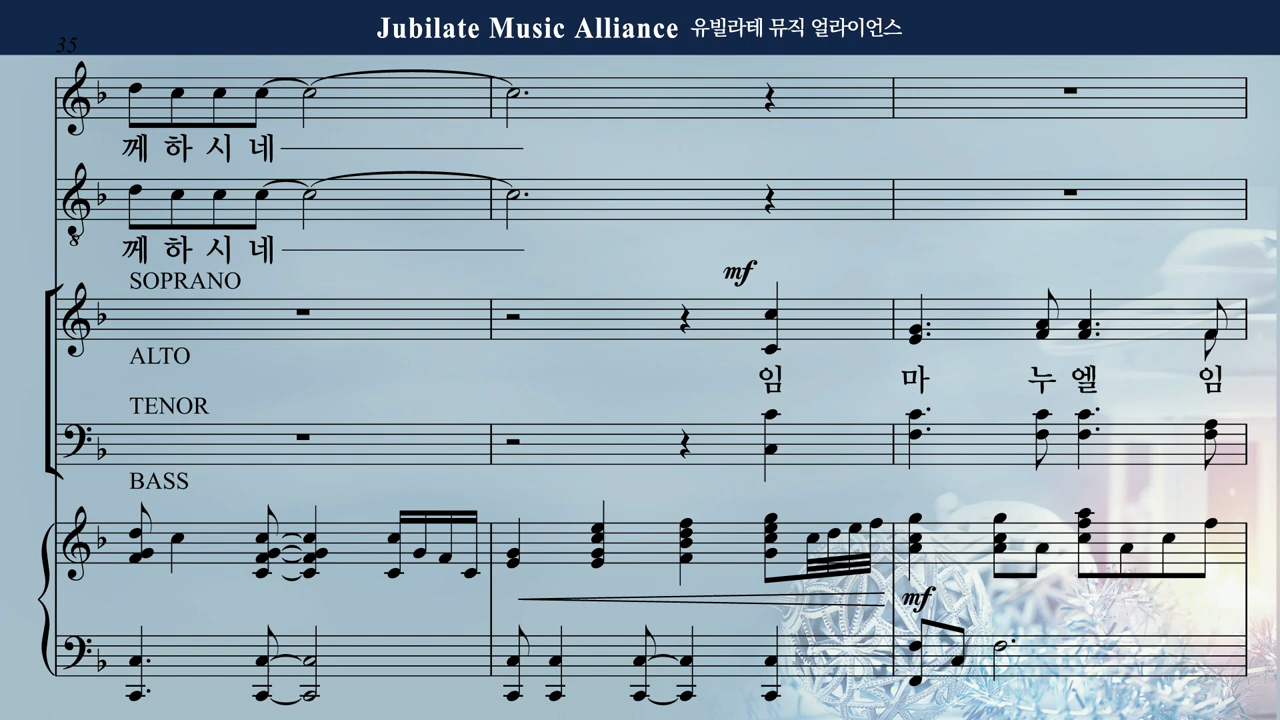 Jubilate Music Alliance 유빌라테 뮤직 얼라이언스
35
께 하 시 네
께 하 시 네
SOPRANO
mf
ALTO
임 마 누 엘 임
TENOR
BASS
mf